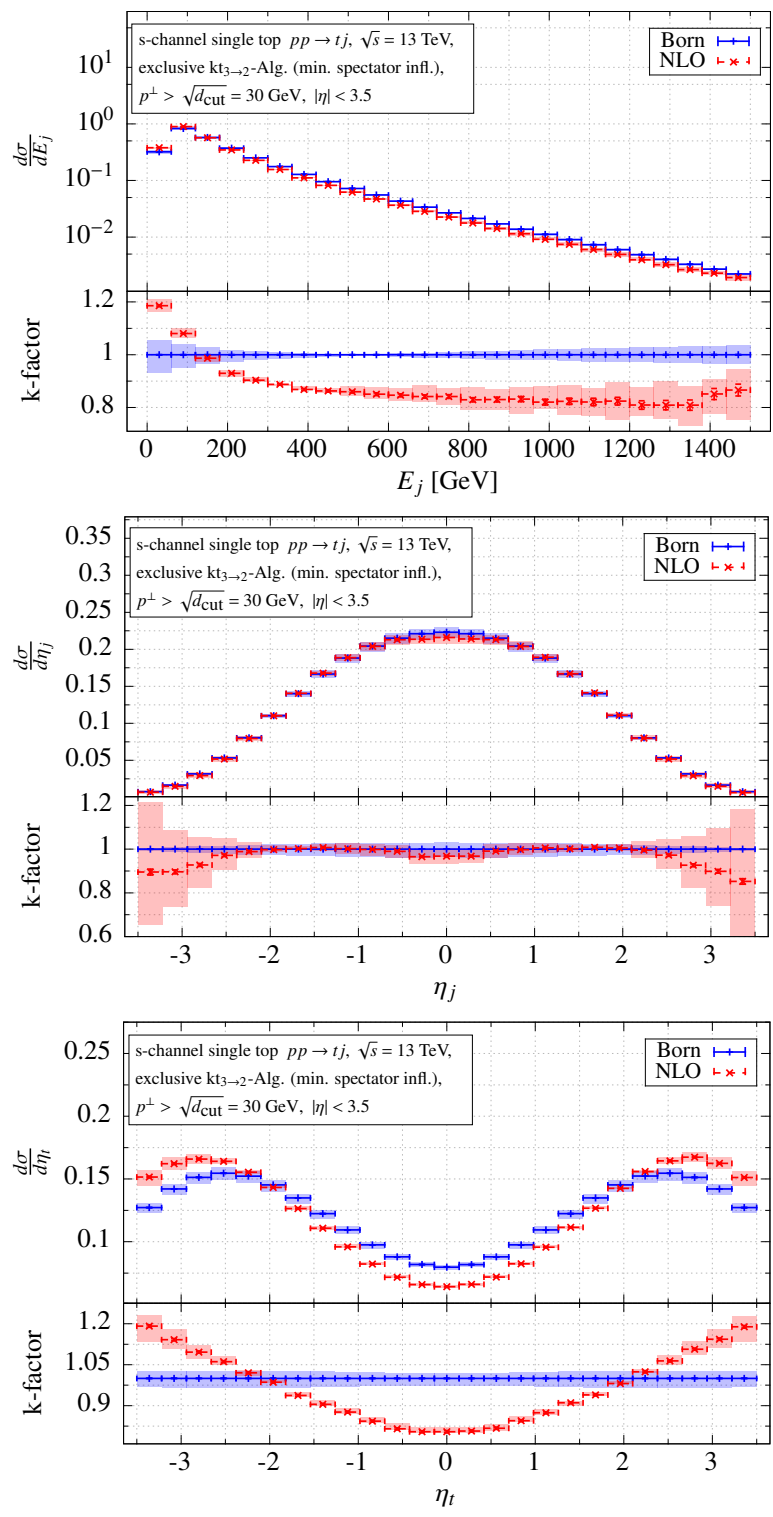 s-channel single top pp → tj, √s = 13 TeV,
exclusive kt3→2-Alg. (min. spectator infl.),
p⊥ > √dcut = 30 GeV, |η| < 3.5
Born
NLO
dσ/dEj
10^1
10^0
10^-1
10^-2
k-factor
1.2
1
0.8
0 200 400 600 800 1000 1200 1400
Ej [GeV]
s-channel single top pp → tj, √s = 13 TeV,
exclusive kt3→2-Alg. (min. spectator infl.),
p⊥ > √dcut = 30 GeV, |η| < 3.5
Born
NLO
dσ/dηj
0.35
0.3
0.25
0.2
0.15
0.1
0.05
k-factor
1.2
1
0.8
0.6
-3 -2 -1 0 1 2 3
ηj
s-channel single top pp → tj, √s = 13 TeV,
exclusive kt3→2-Alg. (min. spectator infl.),
p⊥ > √dcut = 30 GeV, |η| < 3.5
Born
NLO
dσ/dηt
0.25
0.2
0.15
0.1
k-factor
1.2
1.05
0.9
-3 -2 -1 0 1 2 3
ηt